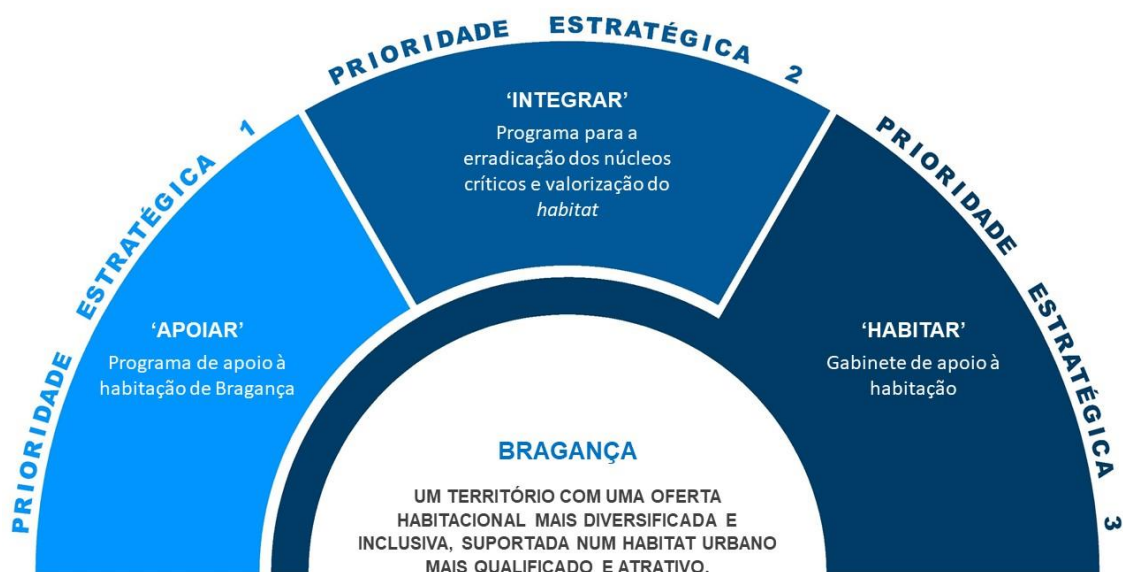 PRIORIDADE ESTRATÉGICA 1
PRIORIDADE ESTRATÉGICA 2
PRIORIDADE ESTRATÉGICA 3
‘APOIAR’
Programa de apoio à
habitação de Bragança
‘INTEGRAR’
Programa para a
erradicação dos núcleos
críticos e valorização do
habitat
‘HABITAR’
Gabinete de apoio à
habitação
BRAGANÇA
UM TERRITÓRIO COM UMA OFERTA
HABITACIONAL MAIS DIVERSIFICADA E
INCLUSIVA, SUPORTADA NUM HABITAT URBANO
MAIS QUALIFICADO E ATRATIVO.